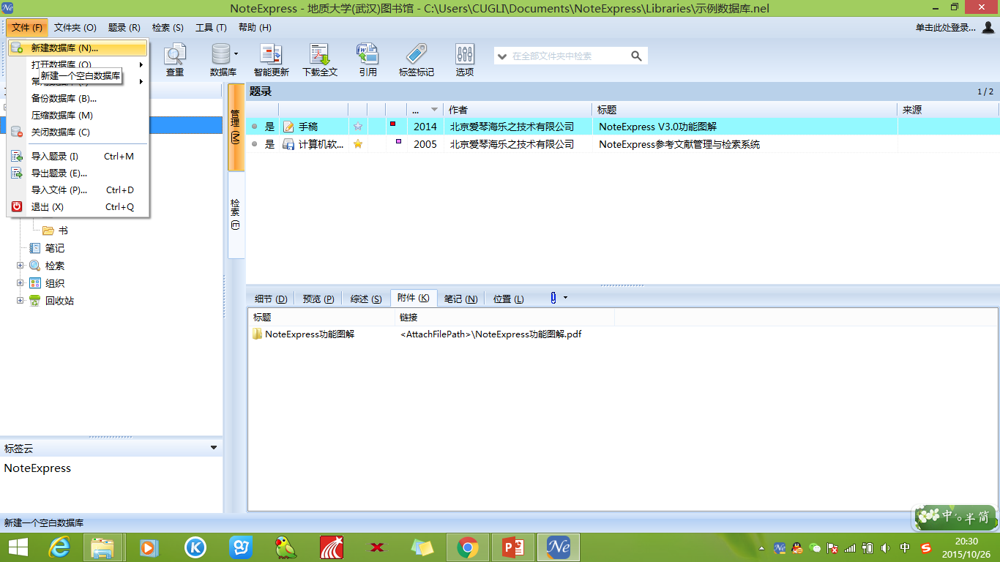 NoteExpress - 地质大学(武汉)图书馆 - C:\Users\CUGLI\Documents\NoteExpress\Libraries\示例数据库.nel
文件 (F) 文件夹 (O) 题录 (R) 检索 (S) 工具 (T) 帮助 (H) 单击此处登录...
新建数据库 (N)...
打开数据库 (O)
新建一个空白数据库
备份数据库 (B)...
压缩数据库 (M)
关闭数据库 (C)
导入题录 (I) Ctrl+M
导出题录 (E)...
导入文件 (P)... Ctrl+D
退出 (X) Ctrl+Q
查重 数据库 智能更新 下载全文 引用 标签标记 选项 在全部文件夹中检索
书
笔记
检索
组织
回收站
标签云
NoteExpress
管理 (M)
检索 (E)
题录 1 / 2
... 作者 标题 来源
是 手稿 2014 北京爱琴海乐之技术有限公司 NoteExpress V3.0功能图解
是 计算机软... 2005 北京爱琴海乐之技术有限公司 NoteExpress参考文献管理与检索系统
细节 (D) 预览 (P) 综述 (S) 附件 (K) 笔记 (N) 位置 (L)
标题 链接
NoteExpress功能图解 <AttachFilePath>\NoteExpress功能图解.pdf
新建一个空白数据库
中 半 简
中
20:30
2015/10/26